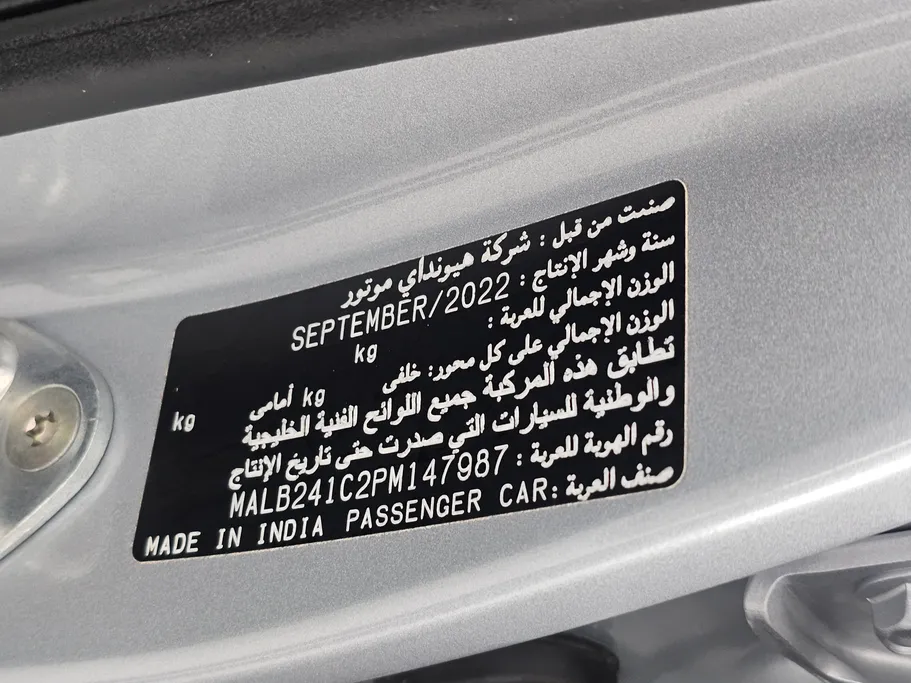 صنعت من قبل : شركة هيونداي موتور
سنة وشهر الإنتاج : SEPTEMBER/2022
الوزن الإجمالي للعربة : kg
الوزن الإجمالي على كل محور: خلفى kg أمامى kg
تطابق هذه المركبة جميع اللوائح الفنية الخليجية
والوطنية للسيارات التي صدرت حتى تاريخ الإنتاج
رقم الهوية للعربة : MALB241C2PM147987
صنف العربة : PASSENGER CAR MADE IN INDIA